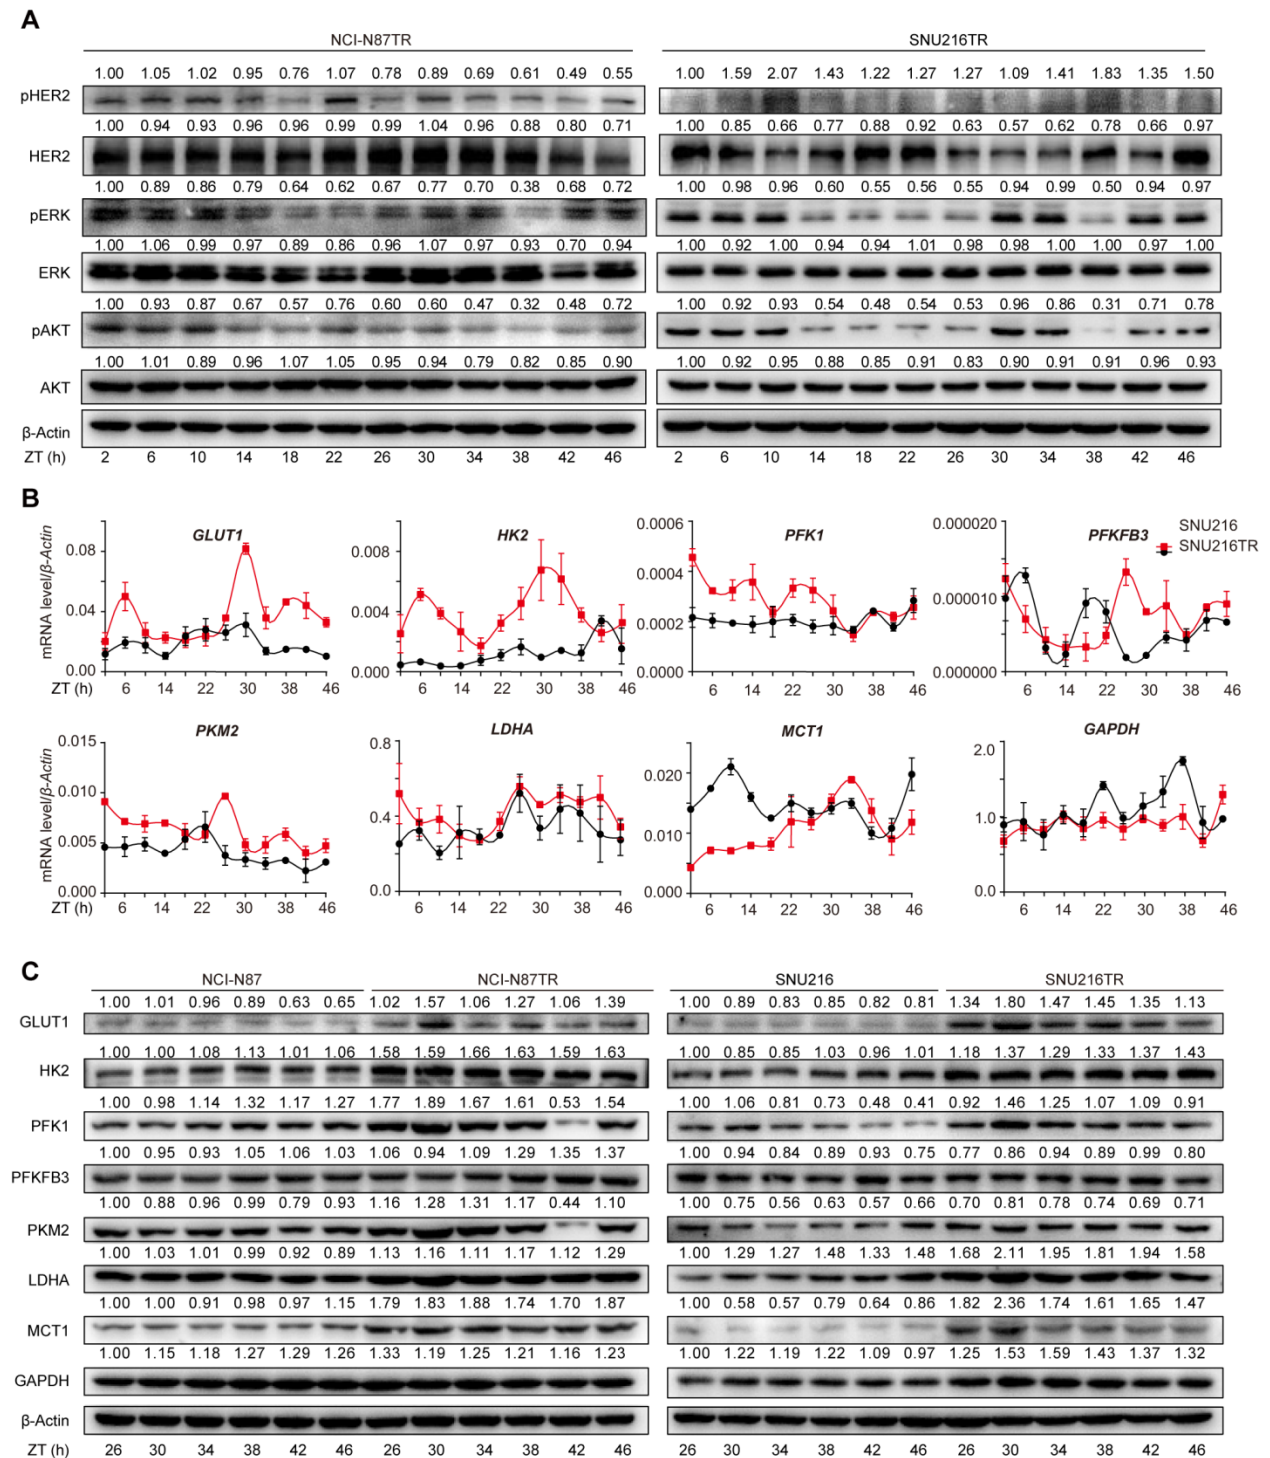 A
NCI-N87TR SNU216TR
1.00 1.05 1.02 0.95 0.76 1.07 0.78 0.89 0.69 0.61 0.49 0.55 1.00 1.59 2.07 1.43 1.22 1.27 1.27 1.09 1.41 1.83 1.35 1.50
pHER2
1.00 0.94 0.93 0.96 0.96 0.99 0.99 1.04 0.96 0.88 0.80 0.71 1.00 0.85 0.66 0.77 0.88 0.92 0.63 0.57 0.62 0.78 0.66 0.97
HER2
1.00 0.89 0.86 0.79 0.64 0.62 0.67 0.77 0.70 0.38 0.68 0.72 1.00 0.98 0.96 0.60 0.55 0.56 0.55 0.94 0.99 0.50 0.94 0.97
pERK
1.00 1.06 0.99 0.97 0.89 0.86 0.96 1.07 0.97 0.93 0.70 0.94 1.00 0.92 1.00 0.94 0.94 1.01 0.98 0.98 1.00 1.00 0.97 1.00
ERK
1.00 0.93 0.87 0.67 0.57 0.76 0.60 0.60 0.47 0.32 0.48 0.72 1.00 0.92 0.93 0.54 0.48 0.54 0.53 0.96 0.86 0.31 0.71 0.78
pAKT
1.00 1.01 0.89 0.96 1.07 1.05 0.95 0.94 0.79 0.82 0.85 0.90 1.00 0.92 0.95 0.88 0.85 0.91 0.83 0.90 0.91 0.91 0.96 0.93
AKT
β-Actin
ZT (h) 2 6 10 14 18 22 26 30 34 38 42 46 2 6 10 14 18 22 26 30 34 38 42 46
B
mRNA level/β-Actin
GLUT1
0.08
0.04
0.00
ZT (h) 6 14 22 30 38 46
HK2
0.008
0.004
0.000
6 14 22 30 38 46
PFK1
0.0006
0.0004
0.0002
0.0000
6 14 22 30 38 46
PFKFB3
0.000020
0.000010
0.000000
6 14 22 30 38 46
SNU216
SNU216TR
mRNA level/β-Actin
PKM2
0.015
0.010
0.005
0.000
ZT (h) 6 14 22 30 38 46
LDHA
0.8
0.4
0.0
6 14 22 30 38 46
MCT1
0.020
0.010
0.000
6 14 22 30 38 46
GAPDH
2.0
1.0
0.0
6 14 22 30 38 46
C
NCI-N87 NCI-N87TR SNU216 SNU216TR
1.00 1.01 0.96 0.89 0.63 0.65 1.02 1.57 1.06 1.27 1.06 1.39 1.00 0.89 0.83 0.85 0.82 0.81 1.34 1.80 1.47 1.45 1.35 1.13
GLUT1
1.00 1.00 1.08 1.13 1.01 1.06 1.58 1.59 1.66 1.63 1.59 1.63 1.00 0.85 0.85 1.03 0.96 1.01 1.18 1.37 1.29 1.33 1.37 1.43
HK2
1.00 0.98 1.14 1.32 1.17 1.27 1.77 1.89 1.67 1.61 0.53 1.54 1.00 1.06 0.81 0.73 0.48 0.41 0.92 1.46 1.25 1.07 1.09 0.91
PFK1
1.00 0.95 0.93 1.05 1.06 1.03 1.06 0.94 1.09 1.29 1.35 1.37 1.00 0.94 0.84 0.89 0.93 0.75 0.77 0.86 0.94 0.89 0.99 0.80
PFKFB3
1.00 0.88 0.96 0.99 0.79 0.93 1.16 1.28 1.31 1.17 0.44 1.10 1.00 0.75 0.56 0.63 0.57 0.66 0.70 0.81 0.78 0.74 0.69 0.71
PKM2
1.00 1.03 1.01 0.99 0.92 0.89 1.13 1.16 1.11 1.17 1.12 1.29 1.00 1.29 1.27 1.48 1.33 1.48 1.68 2.11 1.95 1.81 1.94 1.58
LDHA
1.00 1.00 0.91 0.98 0.97 1.15 1.79 1.83 1.88 1.74 1.70 1.87 1.00 0.58 0.57 0.79 0.64 0.86 1.82 2.36 1.74 1.61 1.65 1.47
MCT1
1.00 1.15 1.18 1.27 1.29 1.26 1.33 1.19 1.25 1.21 1.16 1.23 1.00 1.22 1.19 1.22 1.09 0.97 1.25 1.53 1.59 1.43 1.37 1.32
GAPDH
β-Actin
ZT (h) 26 30 34 38 42 46 26 30 34 38 42 46 26 30 34 38 42 46 26 30 34 38 42 46